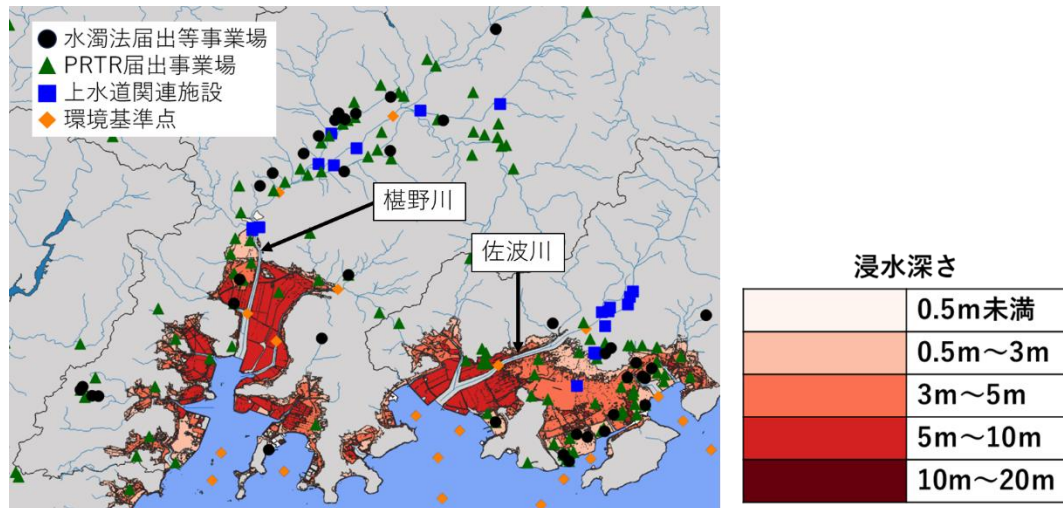 水濁法届出等事業場
PRTR届出事業場
上水道関連施設
環境基準点
椹野川
佐波川
浸水深さ
0.5m未満
0.5m～3m
3m～5m
5m～10m
10m～20m